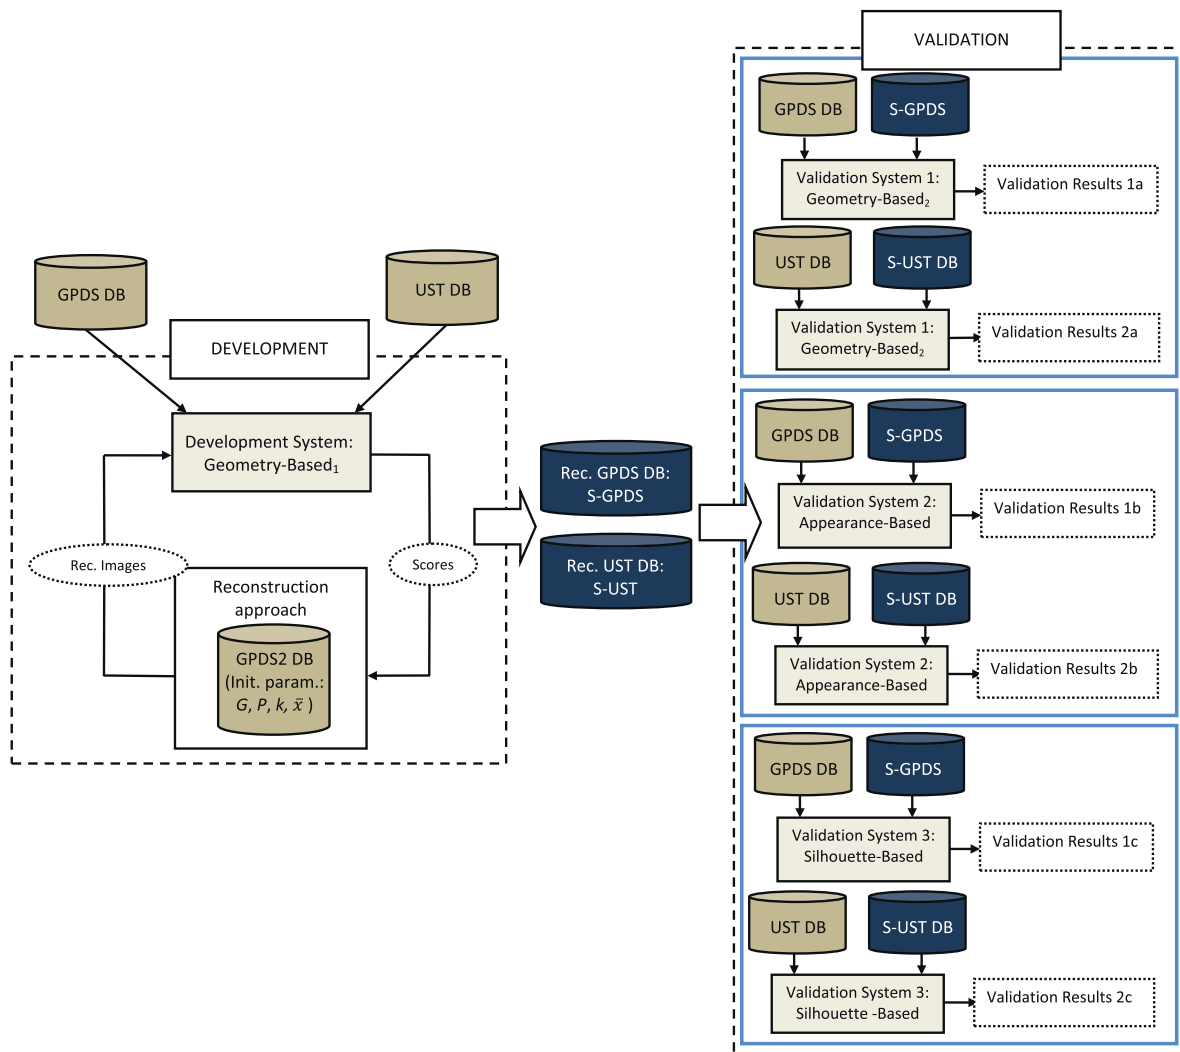 GPDS DB
UST DB
DEVELOPMENT
Development System:
Geometry-Based₁
Rec. Images
Scores
Reconstruction
approach
GPDS2 DB
(Init. param.:
G, P, k, x̄ )
Rec. GPDS DB:
S-GPDS
Rec. UST DB:
S-UST
VALIDATION
GPDS DB
S-GPDS
Validation System 1:
Geometry-Based₂
Validation Results 1a
UST DB
S-UST DB
Validation System 1:
Geometry-Based₂
Validation Results 2a
GPDS DB
S-GPDS
Validation System 2:
Appearance-Based
Validation Results 1b
UST DB
S-UST DB
Validation System 2:
Appearance-Based
Validation Results 2b
GPDS DB
S-GPDS
Validation System 3:
Silhouette-Based
Validation Results 1c
UST DB
S-UST DB
Validation System 3:
Silhouette -Based
Validation Results 2c